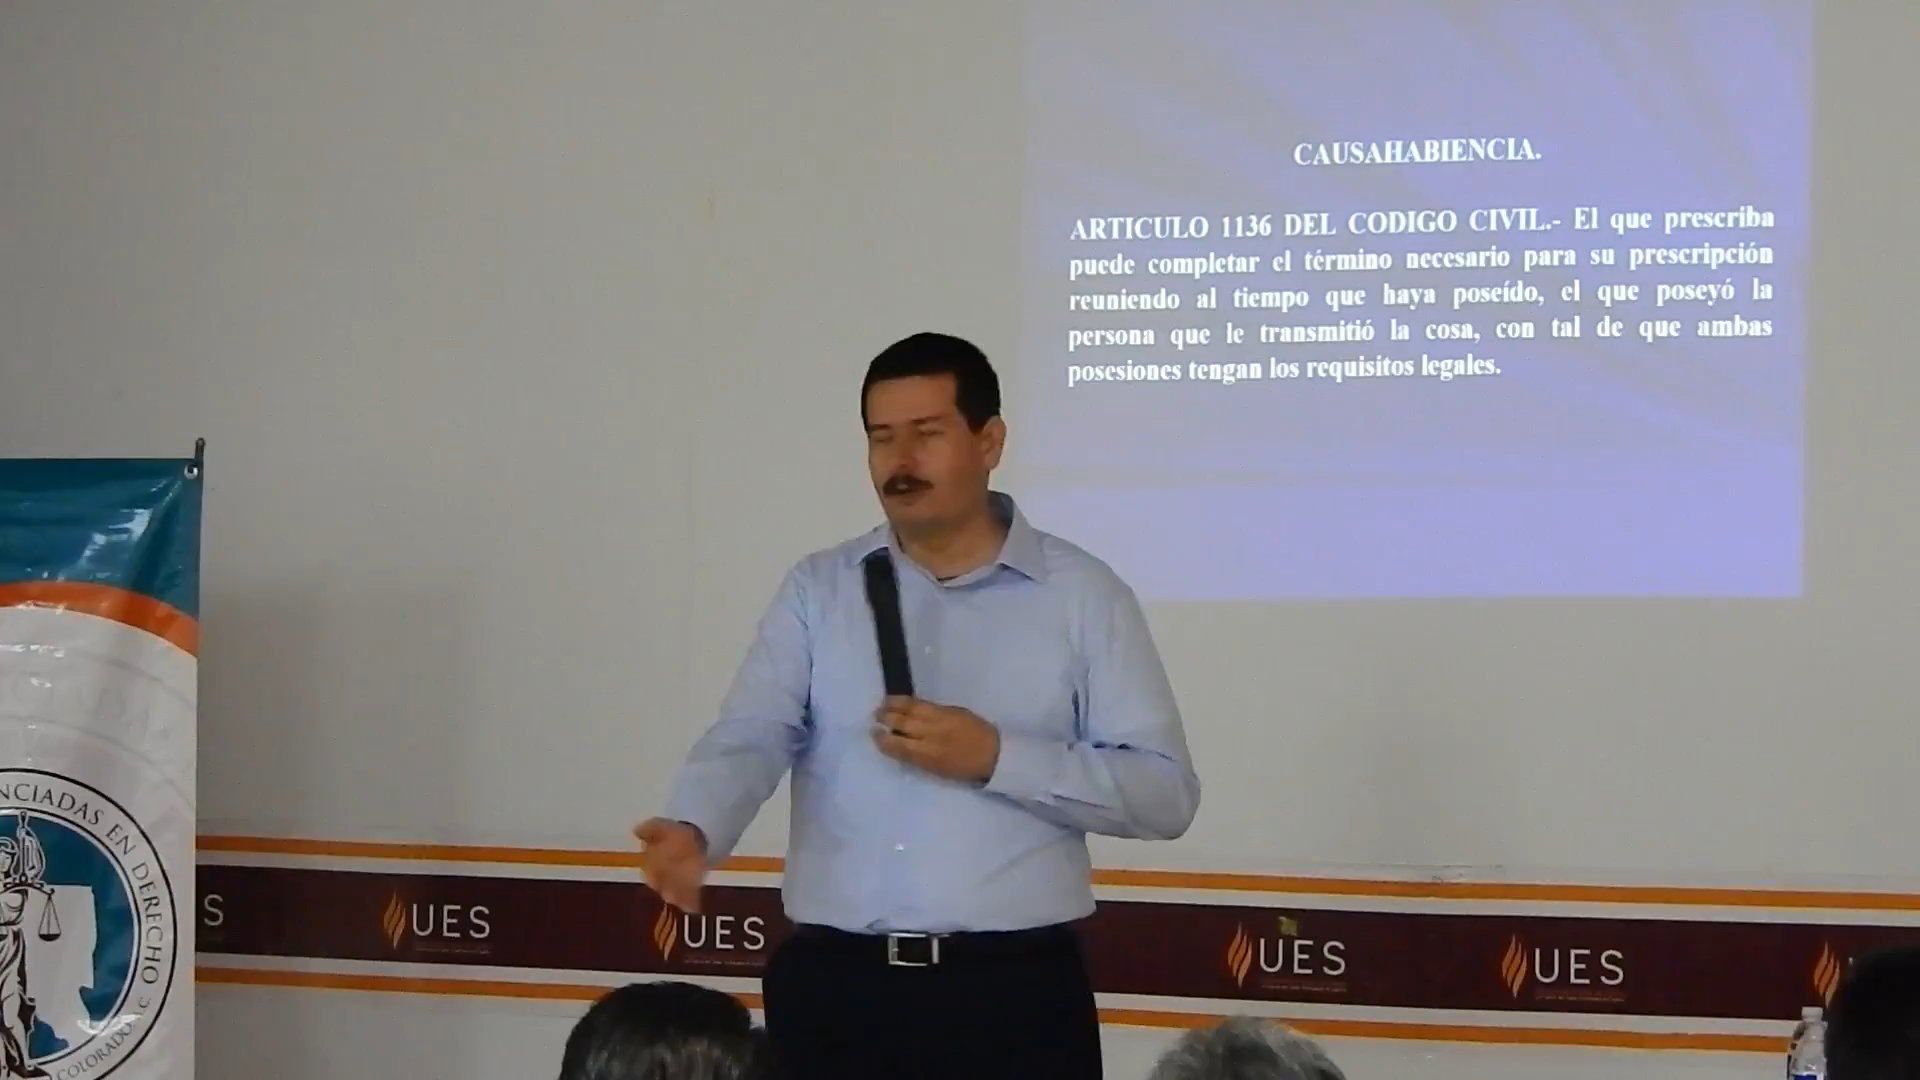 CAUSAHABIENCIA.
ARTICULO 1136 DEL CODIGO CIVIL.- El que prescriba
puede completar el término necesario para su prescripción
reuniendo al tiempo que haya poseído, el que poseyó la
persona que le transmitió la cosa, con tal de que ambas
posesiones tengan los requisitos legales.
NCIADAS EN DERECHO
COLORADO, A.C.
S
UES
UES
UES
UES